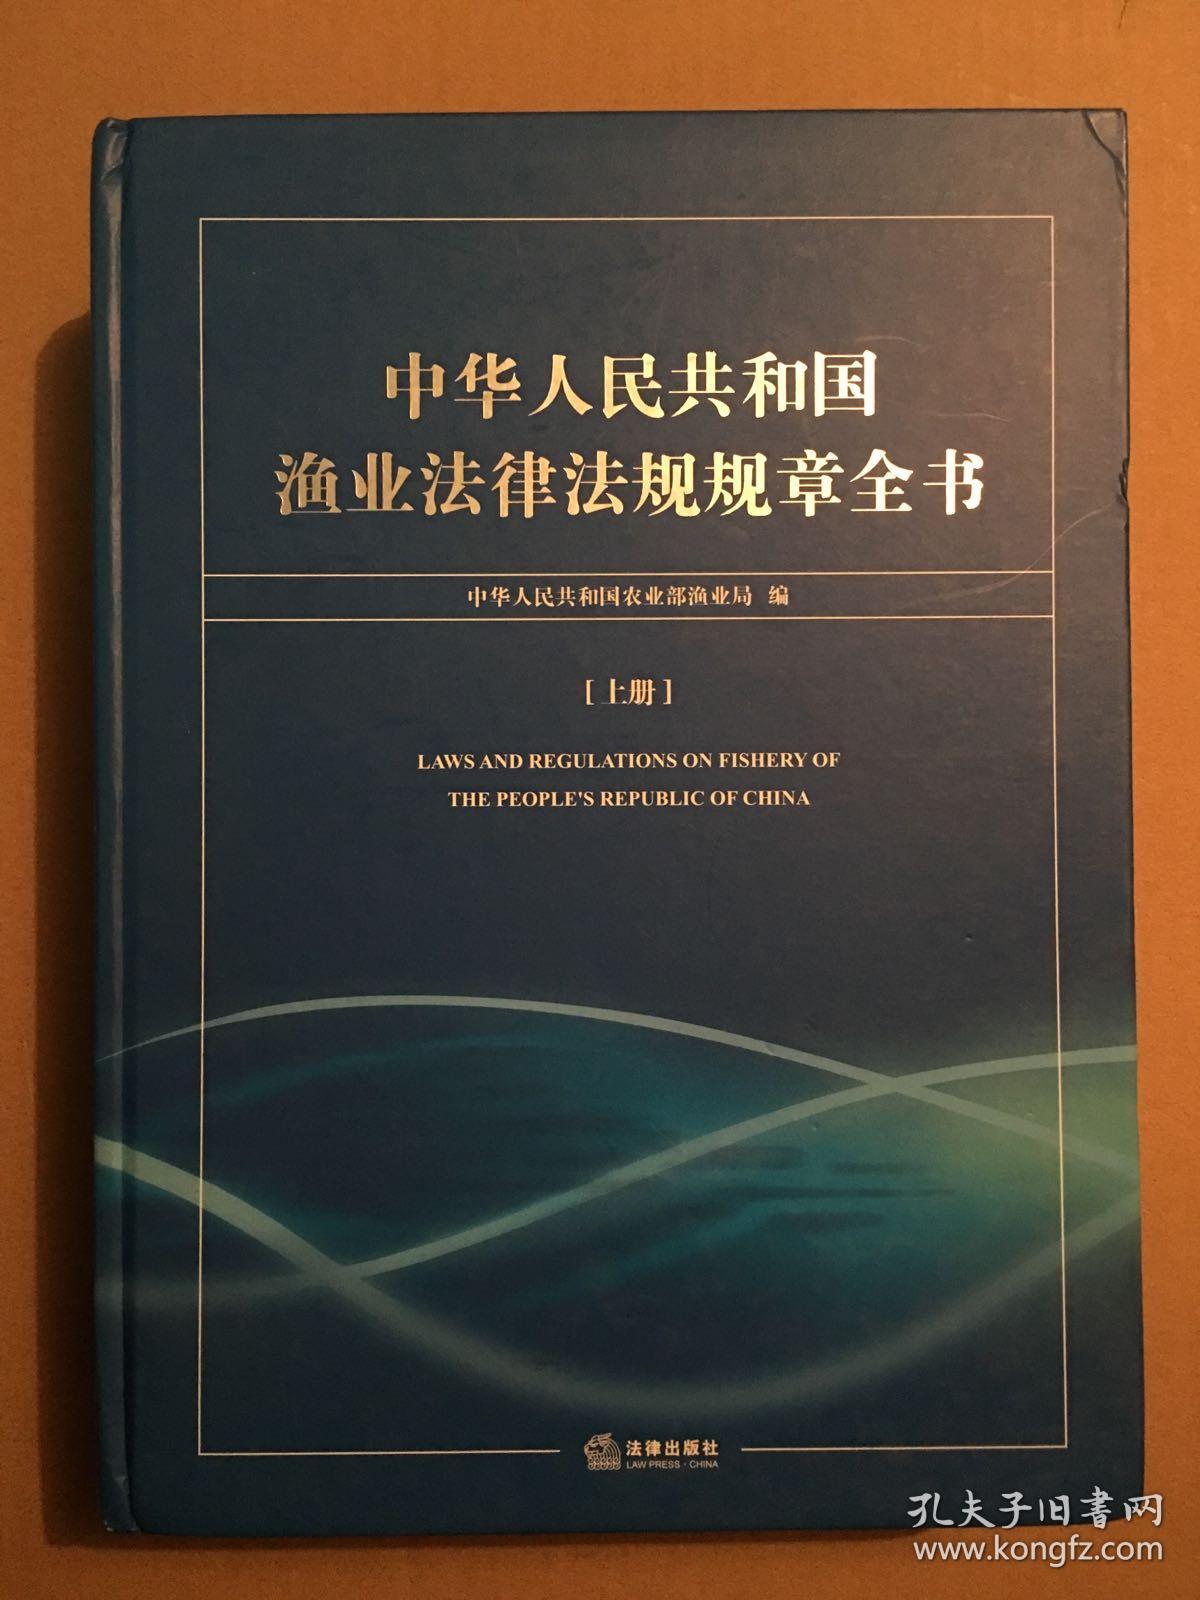 中华人民共和国
渔业法律法规规章全书
中华人民共和国农业部渔业局 编
[上册]
LAWS AND REGULATIONS ON FISHERY OF
THE PEOPLE'S REPUBLIC OF CHINA
法律出版社
LAW PRESS·CHINA
孔夫子旧書网
www.kongfz.com